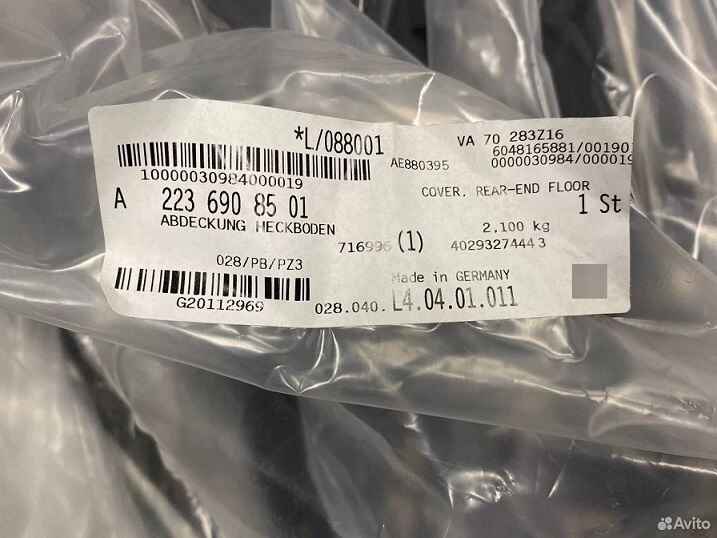 *L/088001
VA 70 283Z16
AE880395
6048165881/00190
0000030984/000019
10000030984000019
COVER, REAR-END FLOOR
A 223 690 85 01
1 St
ABDECKUNG HECKBODEN
2,100 kg
716996 (1)
40293274443
028/PB/PZ3
Made in GERMANY
G20112969
028.040. L4.04.01.011
Avito